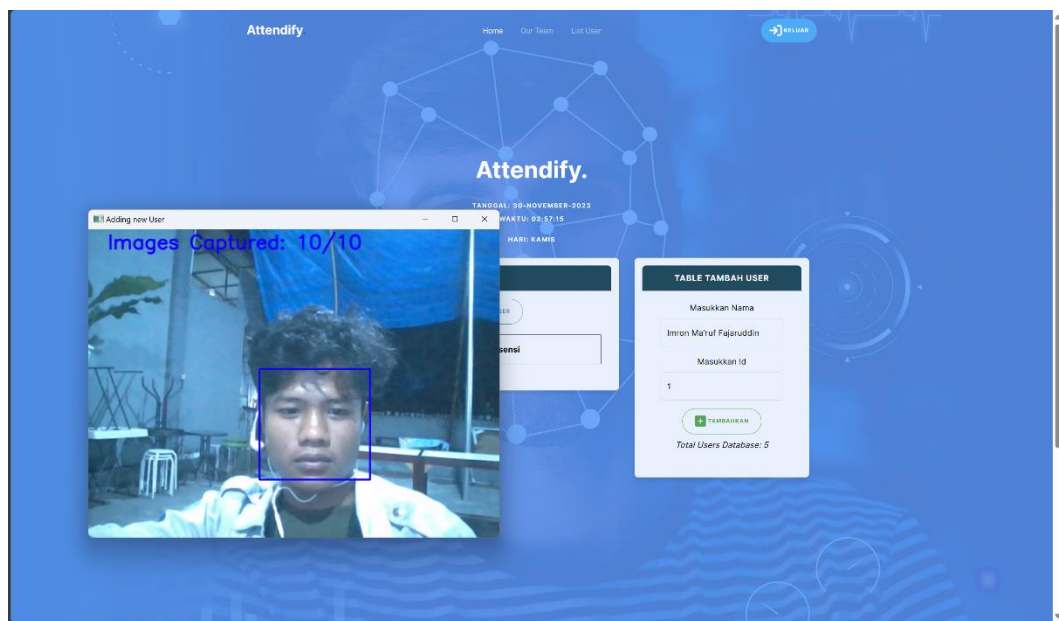 Attendify
Home Our Team List User
KELUAR
Attendify.
TANGGAL: 30-NOVEMBER-2023
WAKTU: 02:57:15
HARI: KAMIS
Adding new User
Images Captured: 10/10
sensi
TABLE TAMBAH USER
Masukkan Nama
Imron Ma'ruf Fajaruddin
Masukkan Id
1
TAMBAHKAN
Total Users Database: 5